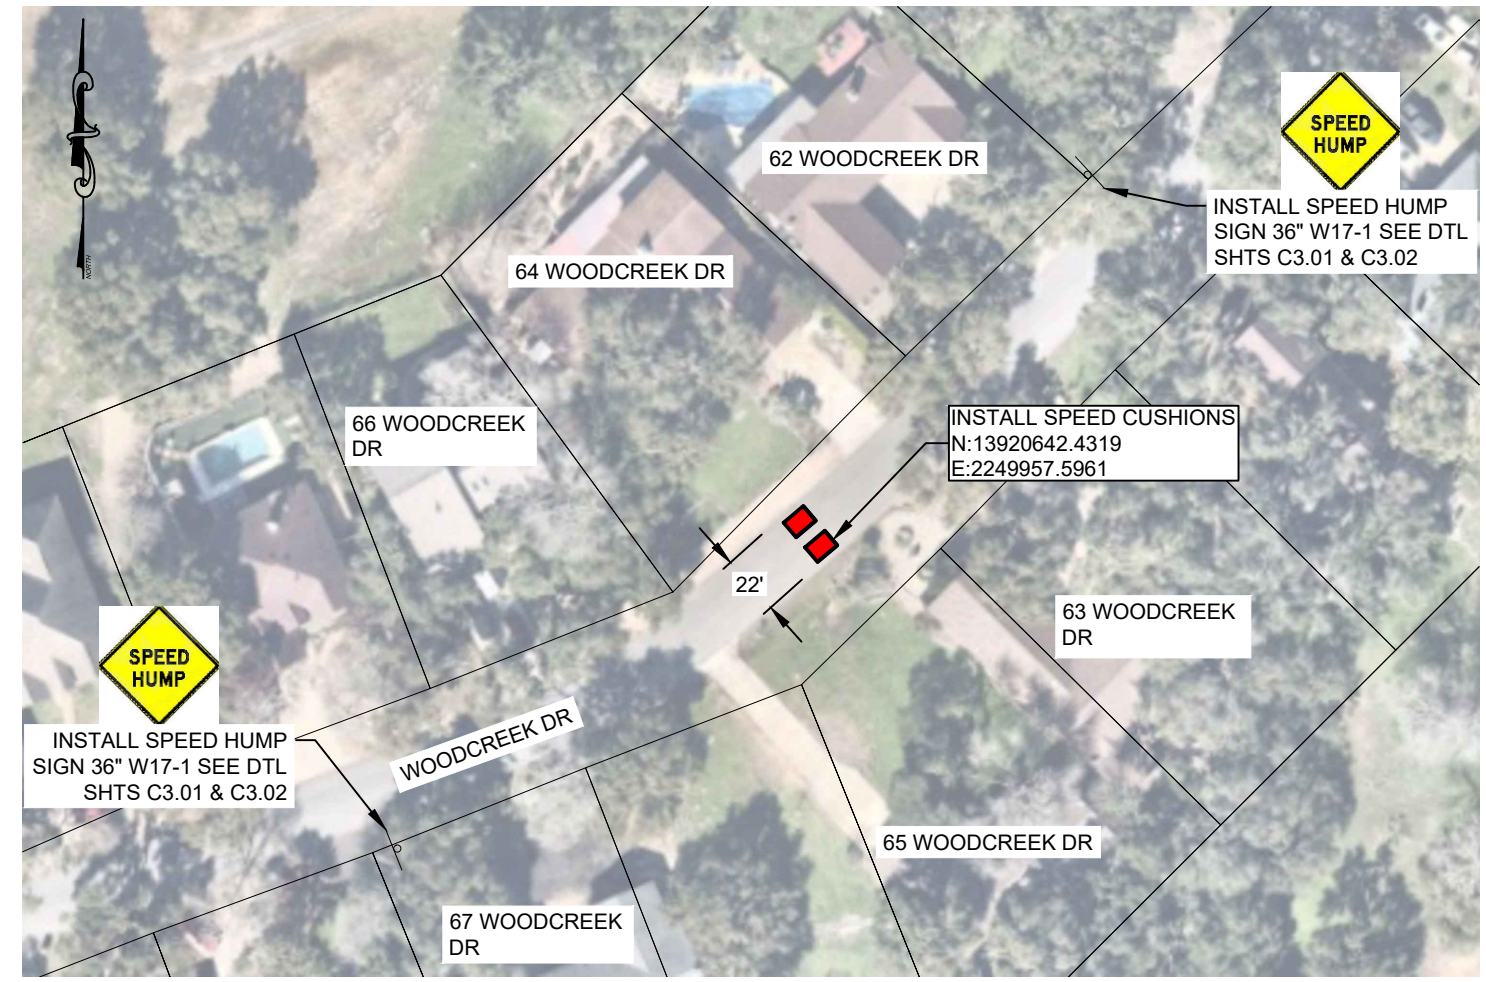 NORTH
62 WOODCREEK DR
SPEED
HUMP
INSTALL SPEED HUMP
SIGN 36" W17-1 SEE DTL
SHTS C3.01 & C3.02
64 WOODCREEK DR
66 WOODCREEK
DR
INSTALL SPEED CUSHIONS
N:13920642.4319
E:2249957.5961
22'
63 WOODCREEK
DR
SPEED
HUMP
INSTALL SPEED HUMP
SIGN 36" W17-1 SEE DTL
SHTS C3.01 & C3.02
WOODCREEK DR
65 WOODCREEK DR
67 WOODCREEK
DR